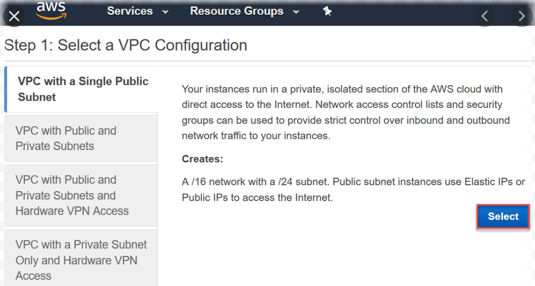 aws
Services
Resource Groups
Step 1: Select a VPC Configuration
VPC with a Single Public
Subnet
VPC with Public and
Private Subnets
VPC with Public and
Private Subnets and
Hardware VPN Access
VPC with a Private Subnet
Only and Hardware VPN
Access
Your instances run in a private, isolated section of the AWS cloud with
direct access to the Internet. Network access control lists and security
groups can be used to provide strict control over inbound and outbound
network traffic to your instances.
Creates:
A /16 network with a /24 subnet. Public subnet instances use Elastic IPs or
Public IPs to access the Internet.
Select